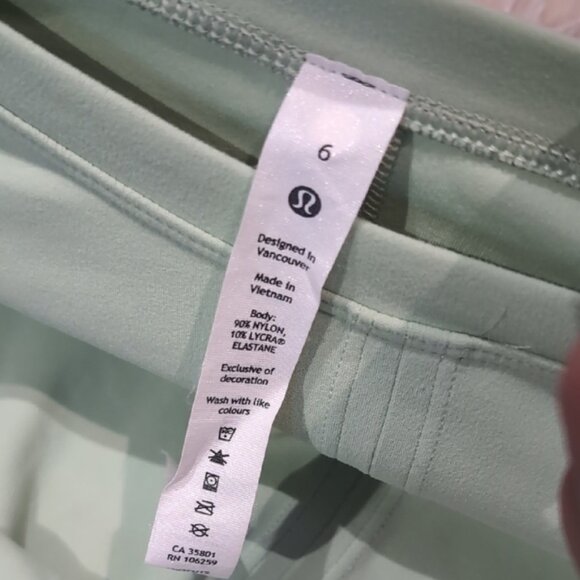 6
Designed in
Vancouver
Made in
Vietnam
Body:
90% NYLON,
10% LYCRA®
ELASTANE
Exclusive of
decoration
Wash with like
colours
CA 35801
RN 106259